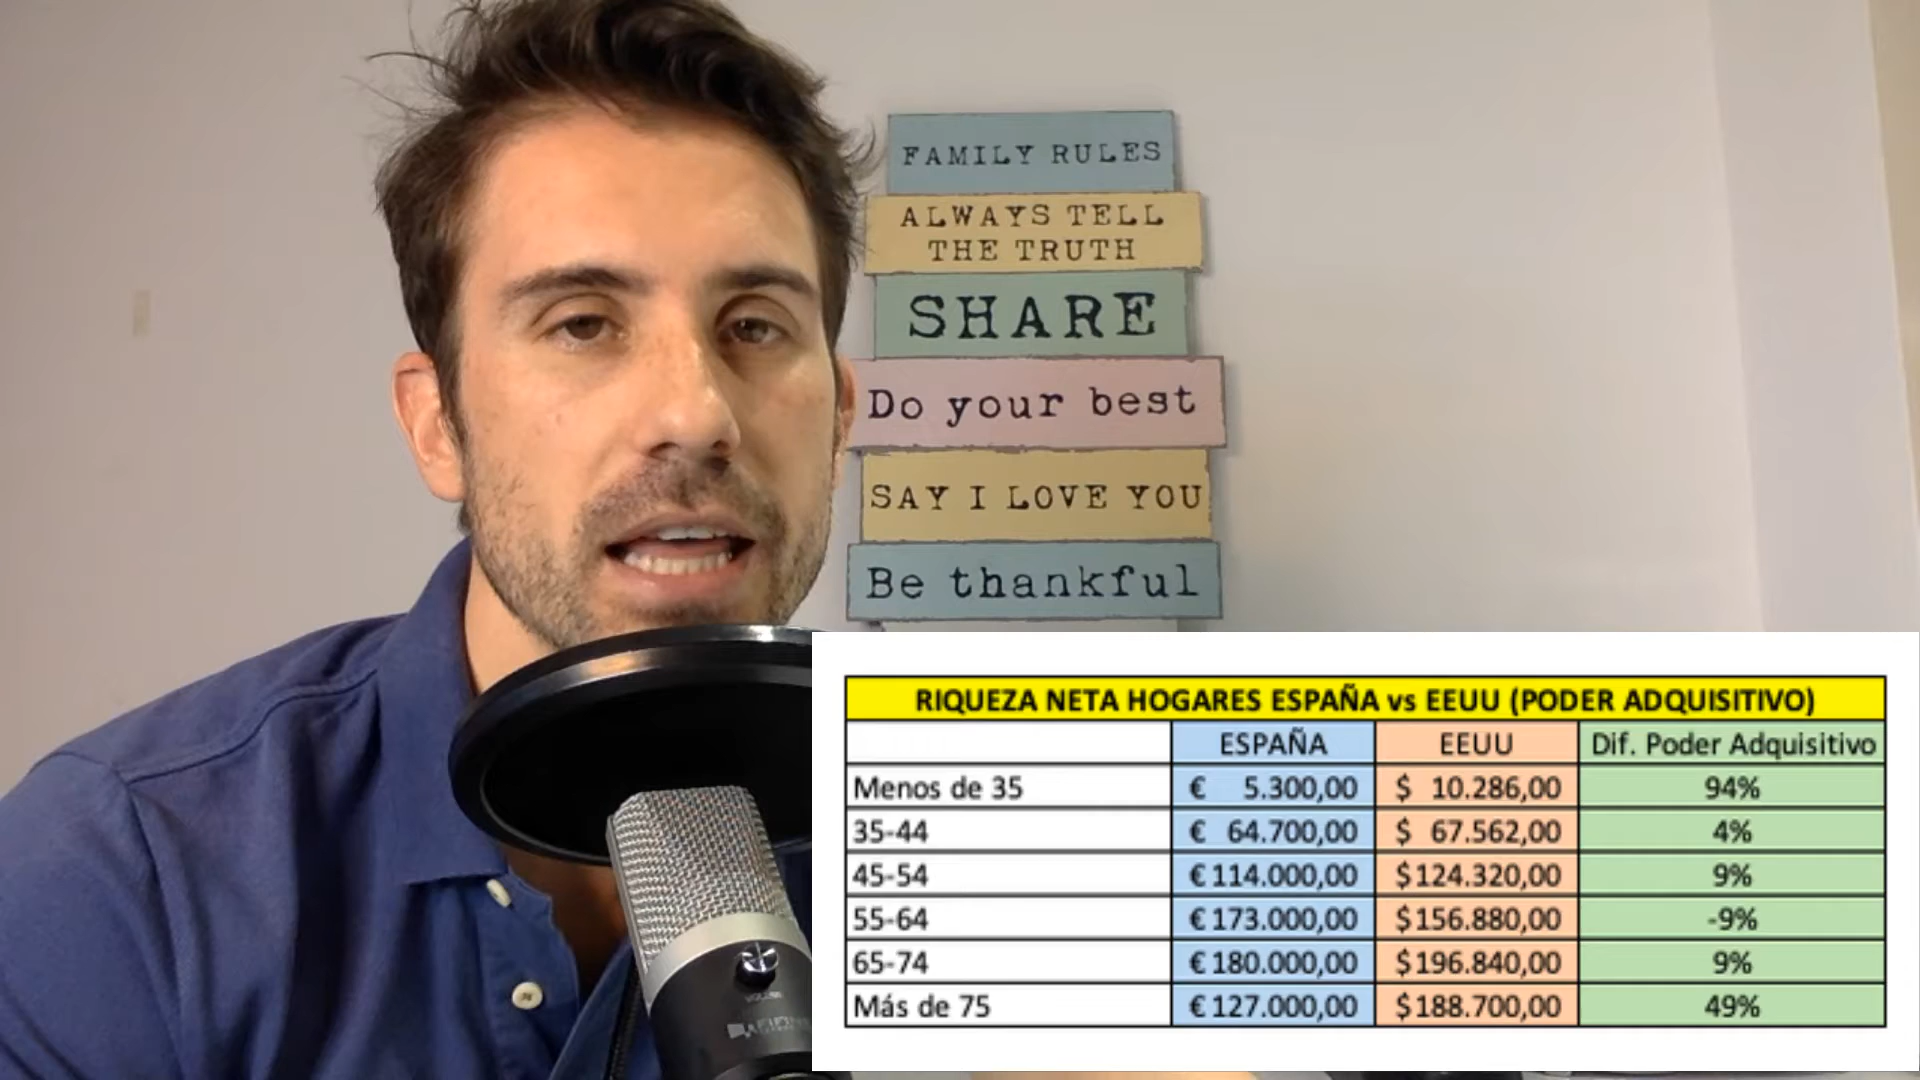 FAMILY RULES
ALWAYS TELL
THE TRUTH
SHARE
Do your best
SAY I LOVE YOU
Be thankful
RIQUEZA NETA HOGARES ESPAÑA vs EEUU (PODER ADQUISITIVO)
ESPAÑA EEUU Dif. Poder Adquisitivo
Menos de 35 € 5.300,00 $ 10.286,00 94%
35-44 € 64.700,00 $ 67.562,00 4%
45-54 € 114.000,00 $ 124.320,00 9%
55-64 € 173.000,00 $ 156.880,00 -9%
65-74 € 180.000,00 $ 196.840,00 9%
Más de 75 € 127.000,00 $ 188.700,00 49%